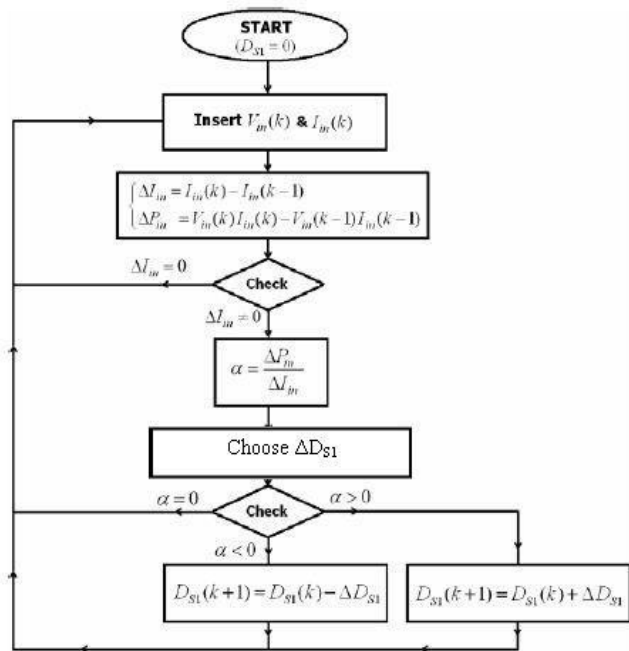 START
(D_S1 = 0)
Insert V_in(k) & I_in(k)
ΔI_in = I_in(k) − I_in(k−1)
ΔP_in = V_in(k)I_in(k) − V_in(k−1)I_in(k−1)
ΔI_in = 0
Check
ΔI_in ≠ 0
α = ΔP_in / ΔI_in
Choose ΔD_S1
α = 0
Check
α > 0
α < 0
D_S1(k+1) = D_S1(k) − ΔD_S1
D_S1(k+1) = D_S1(k) + ΔD_S1